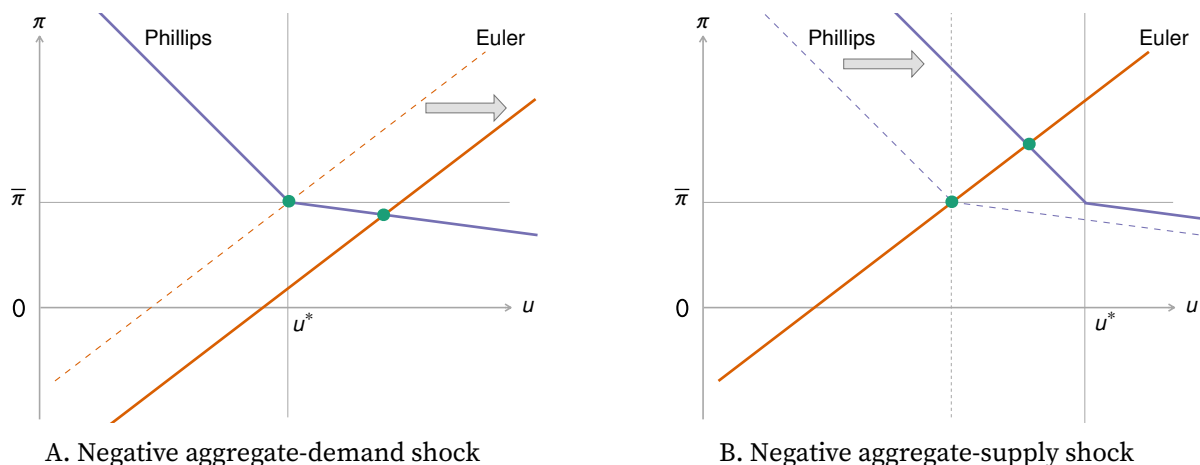 π
Phillips
Euler
π̅
0
u
u*
A. Negative aggregate-demand shock
π
Phillips
Euler
π̅
0
u
u*
B. Negative aggregate-supply shock